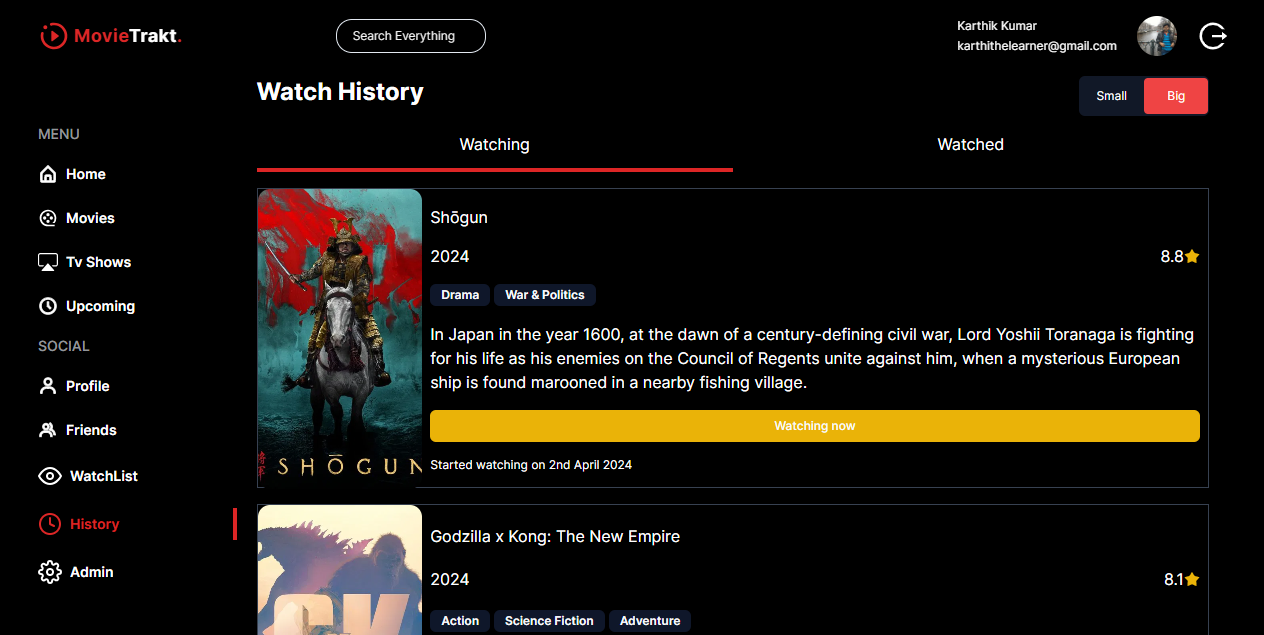 MovieTrakt.
Search Everything
Karthik Kumar
karthithelearner@gmail.com
Watch History
Small
Big
MENU
Home
Movies
Tv Shows
Upcoming
SOCIAL
Profile
Friends
WatchList
History
Admin
Watching
Watched
SHŌGUN
Shōgun
2024
8.8
Drama
War & Politics
In Japan in the year 1600, at the dawn of a century-defining civil war, Lord Yoshii Toranaga is fighting
for his life as his enemies on the Council of Regents unite against him, when a mysterious European
ship is found marooned in a nearby fishing village.
Watching now
Started watching on 2nd April 2024
Godzilla x Kong: The New Empire
2024
8.1
Action
Science Fiction
Adventure